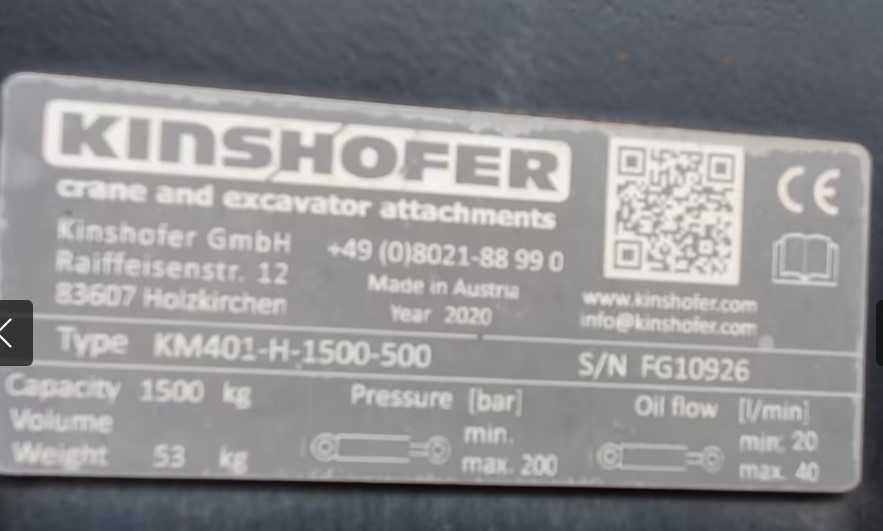 KINSHOFER
crane and excavator attachments
Kinshofer GmbH
Raiffeisenstr. 12
83607 Holzkirchen
+49 (0)8021-88 99 0
Made in Austria
Year 2020
www.kinshofer.com
info@kinshofer.com
CE
Type KM401-H-1500-500 S/N FG10926
Capacity 1500 kg
Volume
Weight 53 kg
Pressure [bar]
min.
max. 200
Oil flow [l/min]
min. 20
max. 40